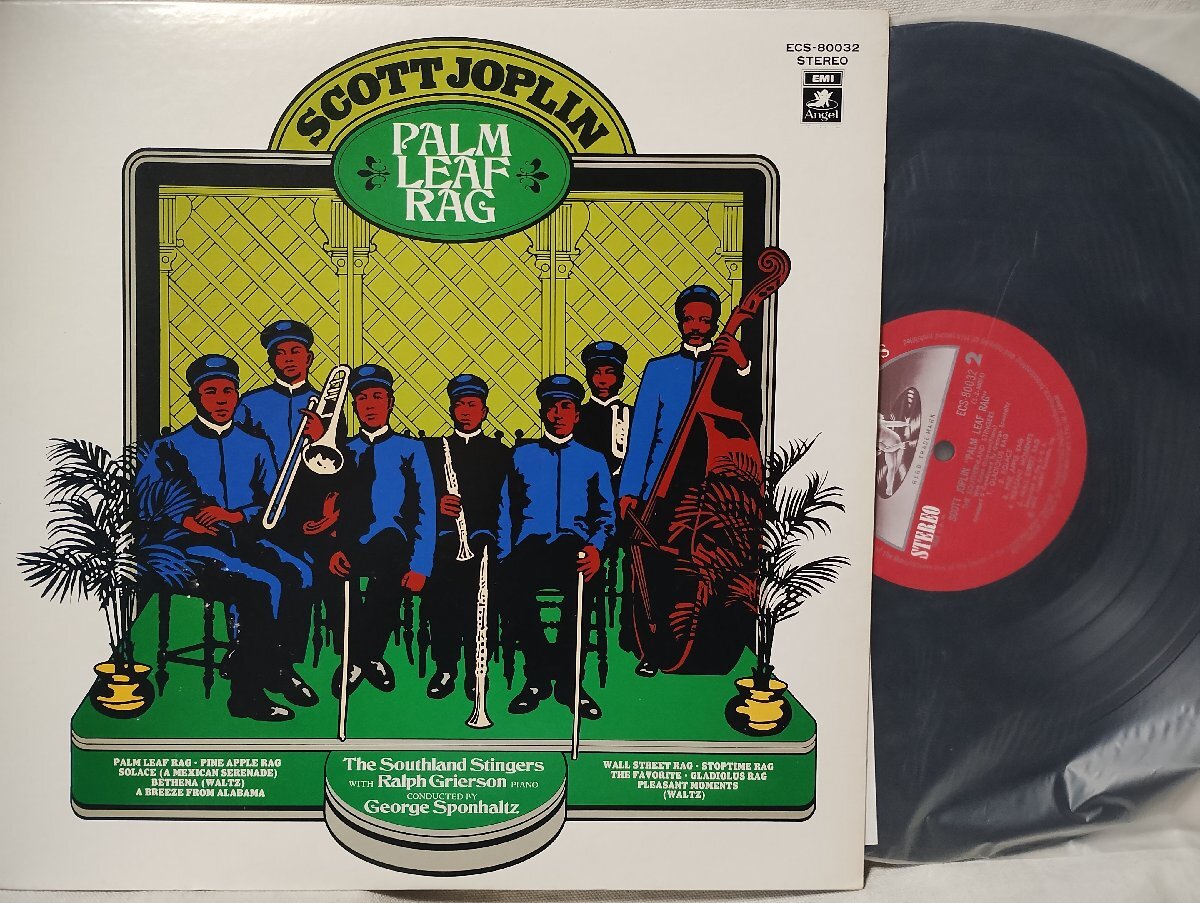 ECS-80032
STEREO
EMI
Angel
SCOTT JOPLIN
PALM
LEAF
RAG
PALM LEAF RAG · PINE APPLE RAG
SOLACE (A MEXICAN SERENADE)
BETHENA (WALTZ)
A BREEZE FROM ALABAMA
The Southland Stingers
WITH Ralph Grierson PIANO
CONDUCTED BY
George Sponhaltz
WALL STREET RAG · STOPTIME RAG
THE FAVORITE · GLADIOLUS RAG
PLEASANT MOMENTS
(WALTZ)
STEREO
ECS-80032 2
SCOTT JOPLIN "PALM LEAF RAG"